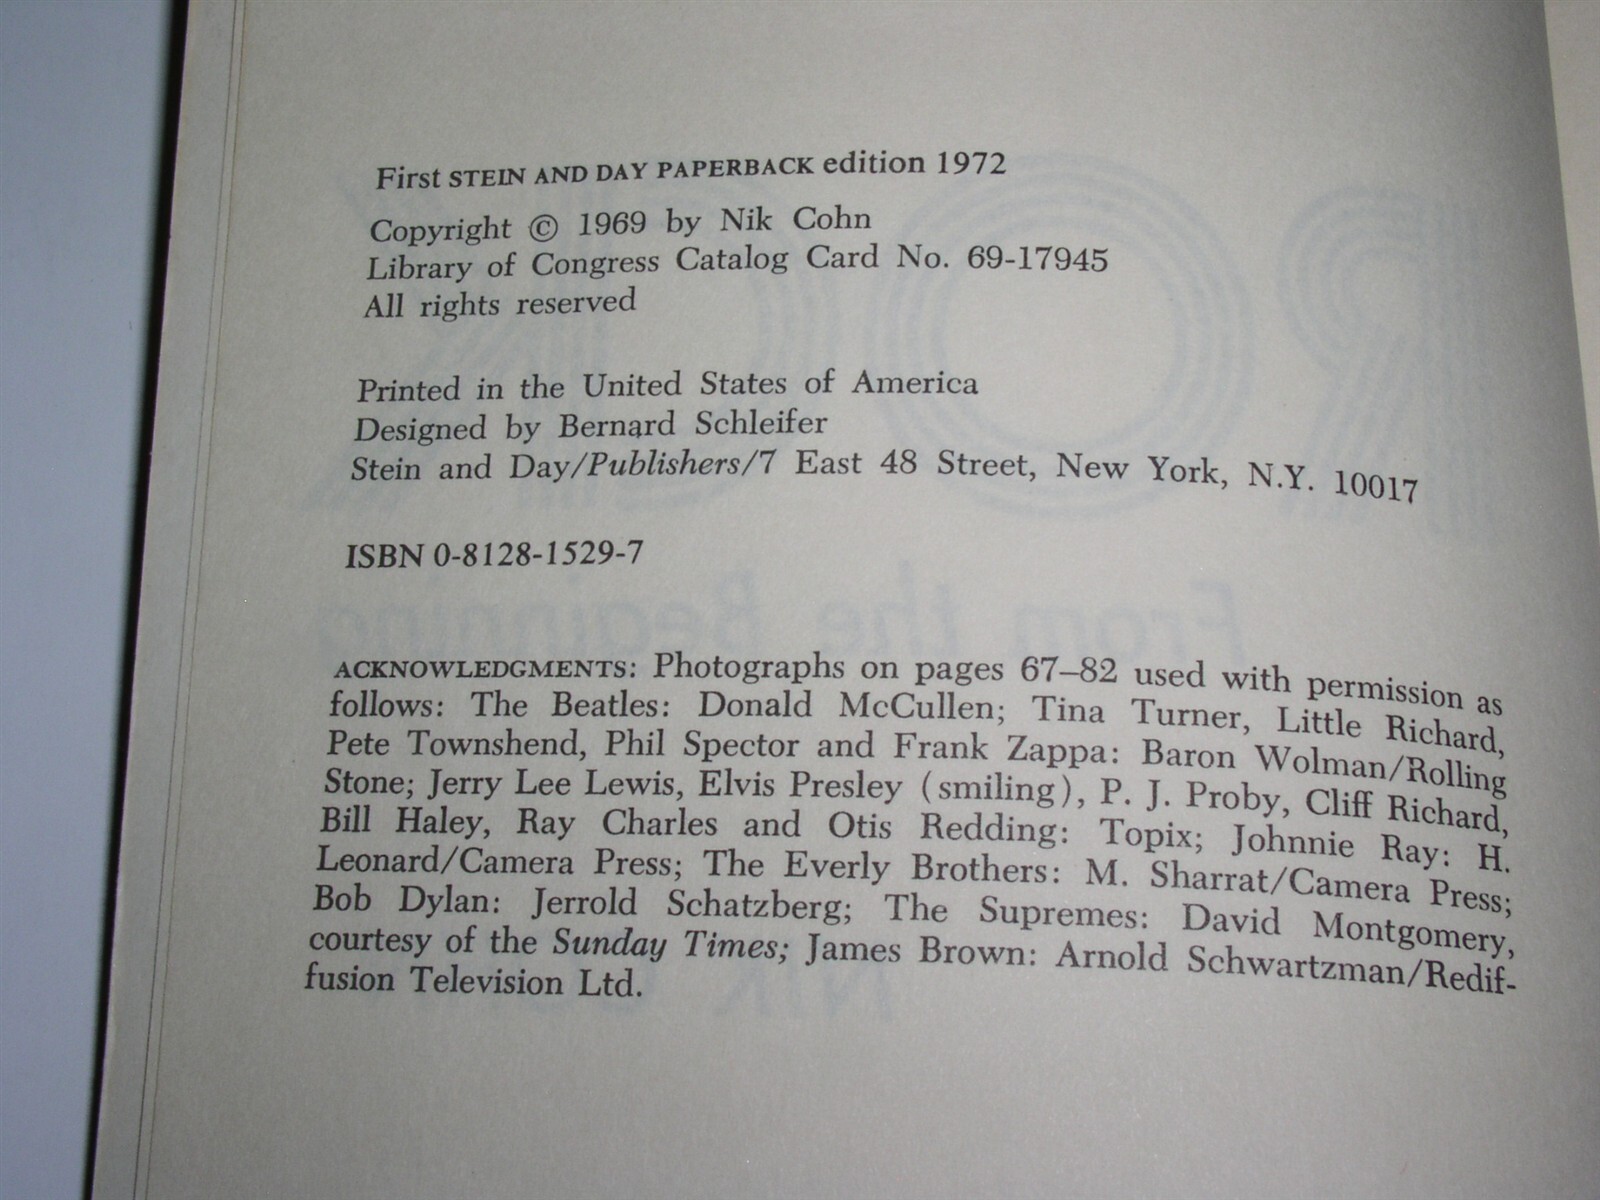 First STEIN AND DAY PAPERBACK edition 1972
Copyright © 1969 by Nik Cohn
Library of Congress Catalog Card No. 69-17945
All rights reserved
Printed in the United States of America
Designed by Bernard Schleifer
Stein and Day/Publishers/7 East 48 Street, New York, N.Y. 10017
ISBN 0-8128-1529-7
ACKNOWLEDGMENTS: Photographs on pages 67–82 used with permission as
follows: The Beatles: Donald McCullen; Tina Turner, Little Richard,
Pete Townshend, Phil Spector and Frank Zappa: Baron Wolman/Rolling
Stone; Jerry Lee Lewis, Elvis Presley (smiling), P. J. Proby, Cliff Richard,
Bill Haley, Ray Charles and Otis Redding: Topix; Johnnie Ray: H.
Leonard/Camera Press; The Everly Brothers: M. Sharrat/Camera Press;
Bob Dylan: Jerrold Schatzberg; The Supremes: David Montgomery,
courtesy of the Sunday Times; James Brown: Arnold Schwartzman/Redif-
fusion Television Ltd.